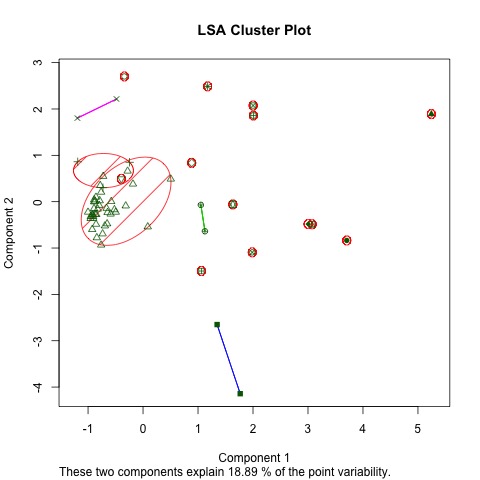 LSA Cluster Plot
3
2
1
0
-1
-2
-3
-4
Component 2
-1 0 1 2 3 4 5
Component 1
These two components explain 18.89 % of the point variability.